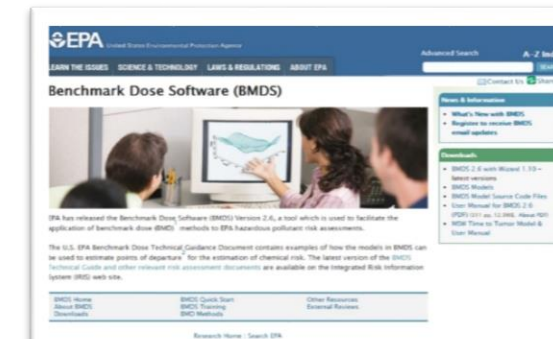 EPA United States Environmental Protection Agency
Advanced Search A-Z Ind
LEARN THE ISSUES SCIENCE & TECHNOLOGY LAWS & REGULATIONS ABOUT EPA
Contact Us Share
Benchmark Dose Software (BMDS)
News & Information
What's New with BMDS
Register to receive BMDS
email updates
Downloads
BMDS 2.6 with Wizard 1.10 –
latest versions
BMDS Models
BMDS Model Source Code Files
User Manual for BMDS 2.6
(PDF) About PDF)
MSW Time to Tumor Model &
User Manual
EPA has released the Benchmark Dose Software (BMDS) Version 2.6, a tool which is used to facilitate the
application of benchmark dose (BMD) methods to EPA hazardous pollutant risk assessments.
The U.S. EPA Benchmark Dose Technical Guidance Document contains examples of how the models in BMDS can
be used to estimate points of departure for the estimation of chemical risk. The latest version of the BMDS
Technical Guide and other relevant risk assessment documents are available on the Integrated Risk Information
System (IRIS) web site.
BMDS Home BMDS Quick Start Other Resources
About BMDS BMDS Training External Reviews
Downloads BMD Methods
Research Home | Search EPA